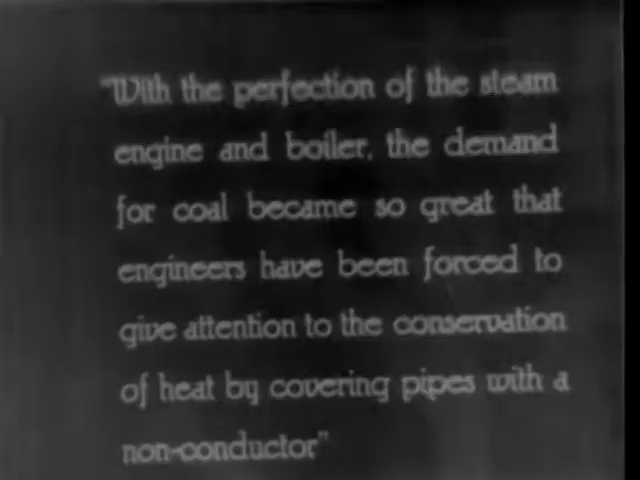 "With the perfection of the steam
engine and boiler, the demand
for coal became so great that
engineers have been forced to
give attention to the conservation
of heat by covering pipes with a
non-conductor"